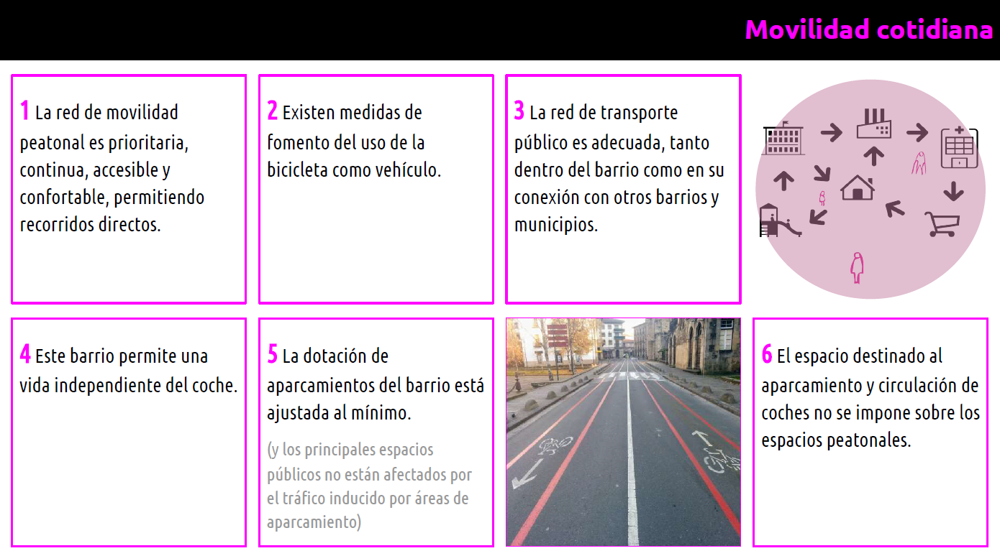 Movilidad cotidiana
1 La red de movilidad
peatonal es prioritaria,
continua, accesible y
confortable, permitiendo
recorridos directos.
2 Existen medidas de
fomento del uso de la
bicicleta como vehículo.
3 La red de transporte
público es adecuada, tanto
dentro del barrio como en su
conexión con otros barrios y
municipios.
4 Este barrio permite una
vida independiente del coche.
5 La dotación de
aparcamientos del barrio está
ajustada al mínimo.
(y los principales espacios
públicos no están afectados por
el tráfico inducido por áreas de
aparcamiento)
6 El espacio destinado al
aparcamiento y circulación de
coches no se impone sobre los
espacios peatonales.